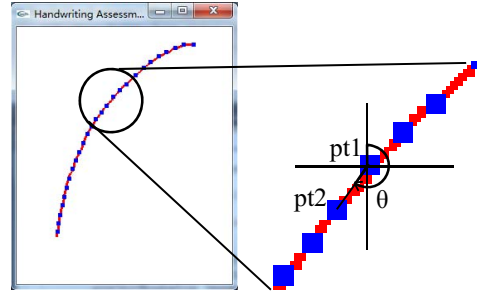 Handwriting Assessm...
pt1
pt2
θ